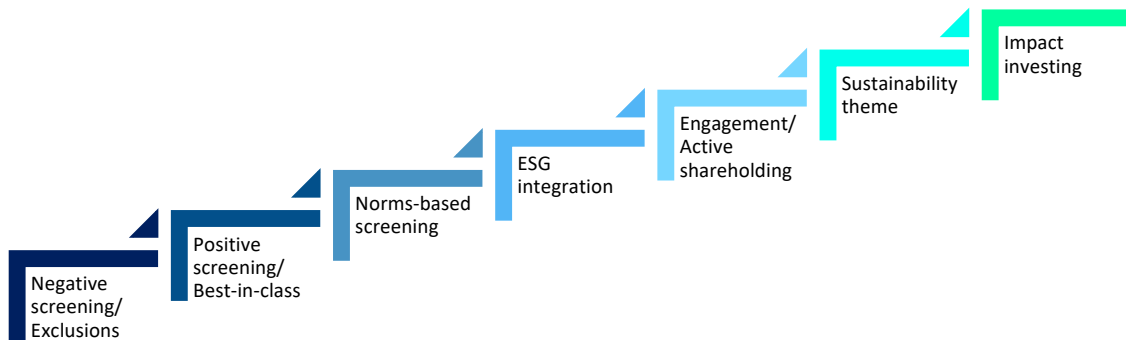 Negative
screening/
Exclusions
Positive
screening/
Best-in-class
Norms-based
screening
ESG
integration
Engagement/
Active
shareholding
Sustainability
theme
Impact
investing